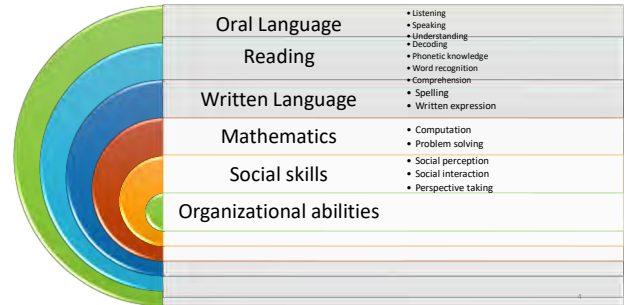 Oral Language
• Listening
• Speaking
• Understanding
Reading
• Decoding
• Phonetic knowledge
• Word recognition
• Comprehension
Written Language
• Spelling
• Written expression
Mathematics
• Computation
• Problem solving
Social skills
• Social perception
• Social interaction
• Perspective taking
Organizational abilities
4